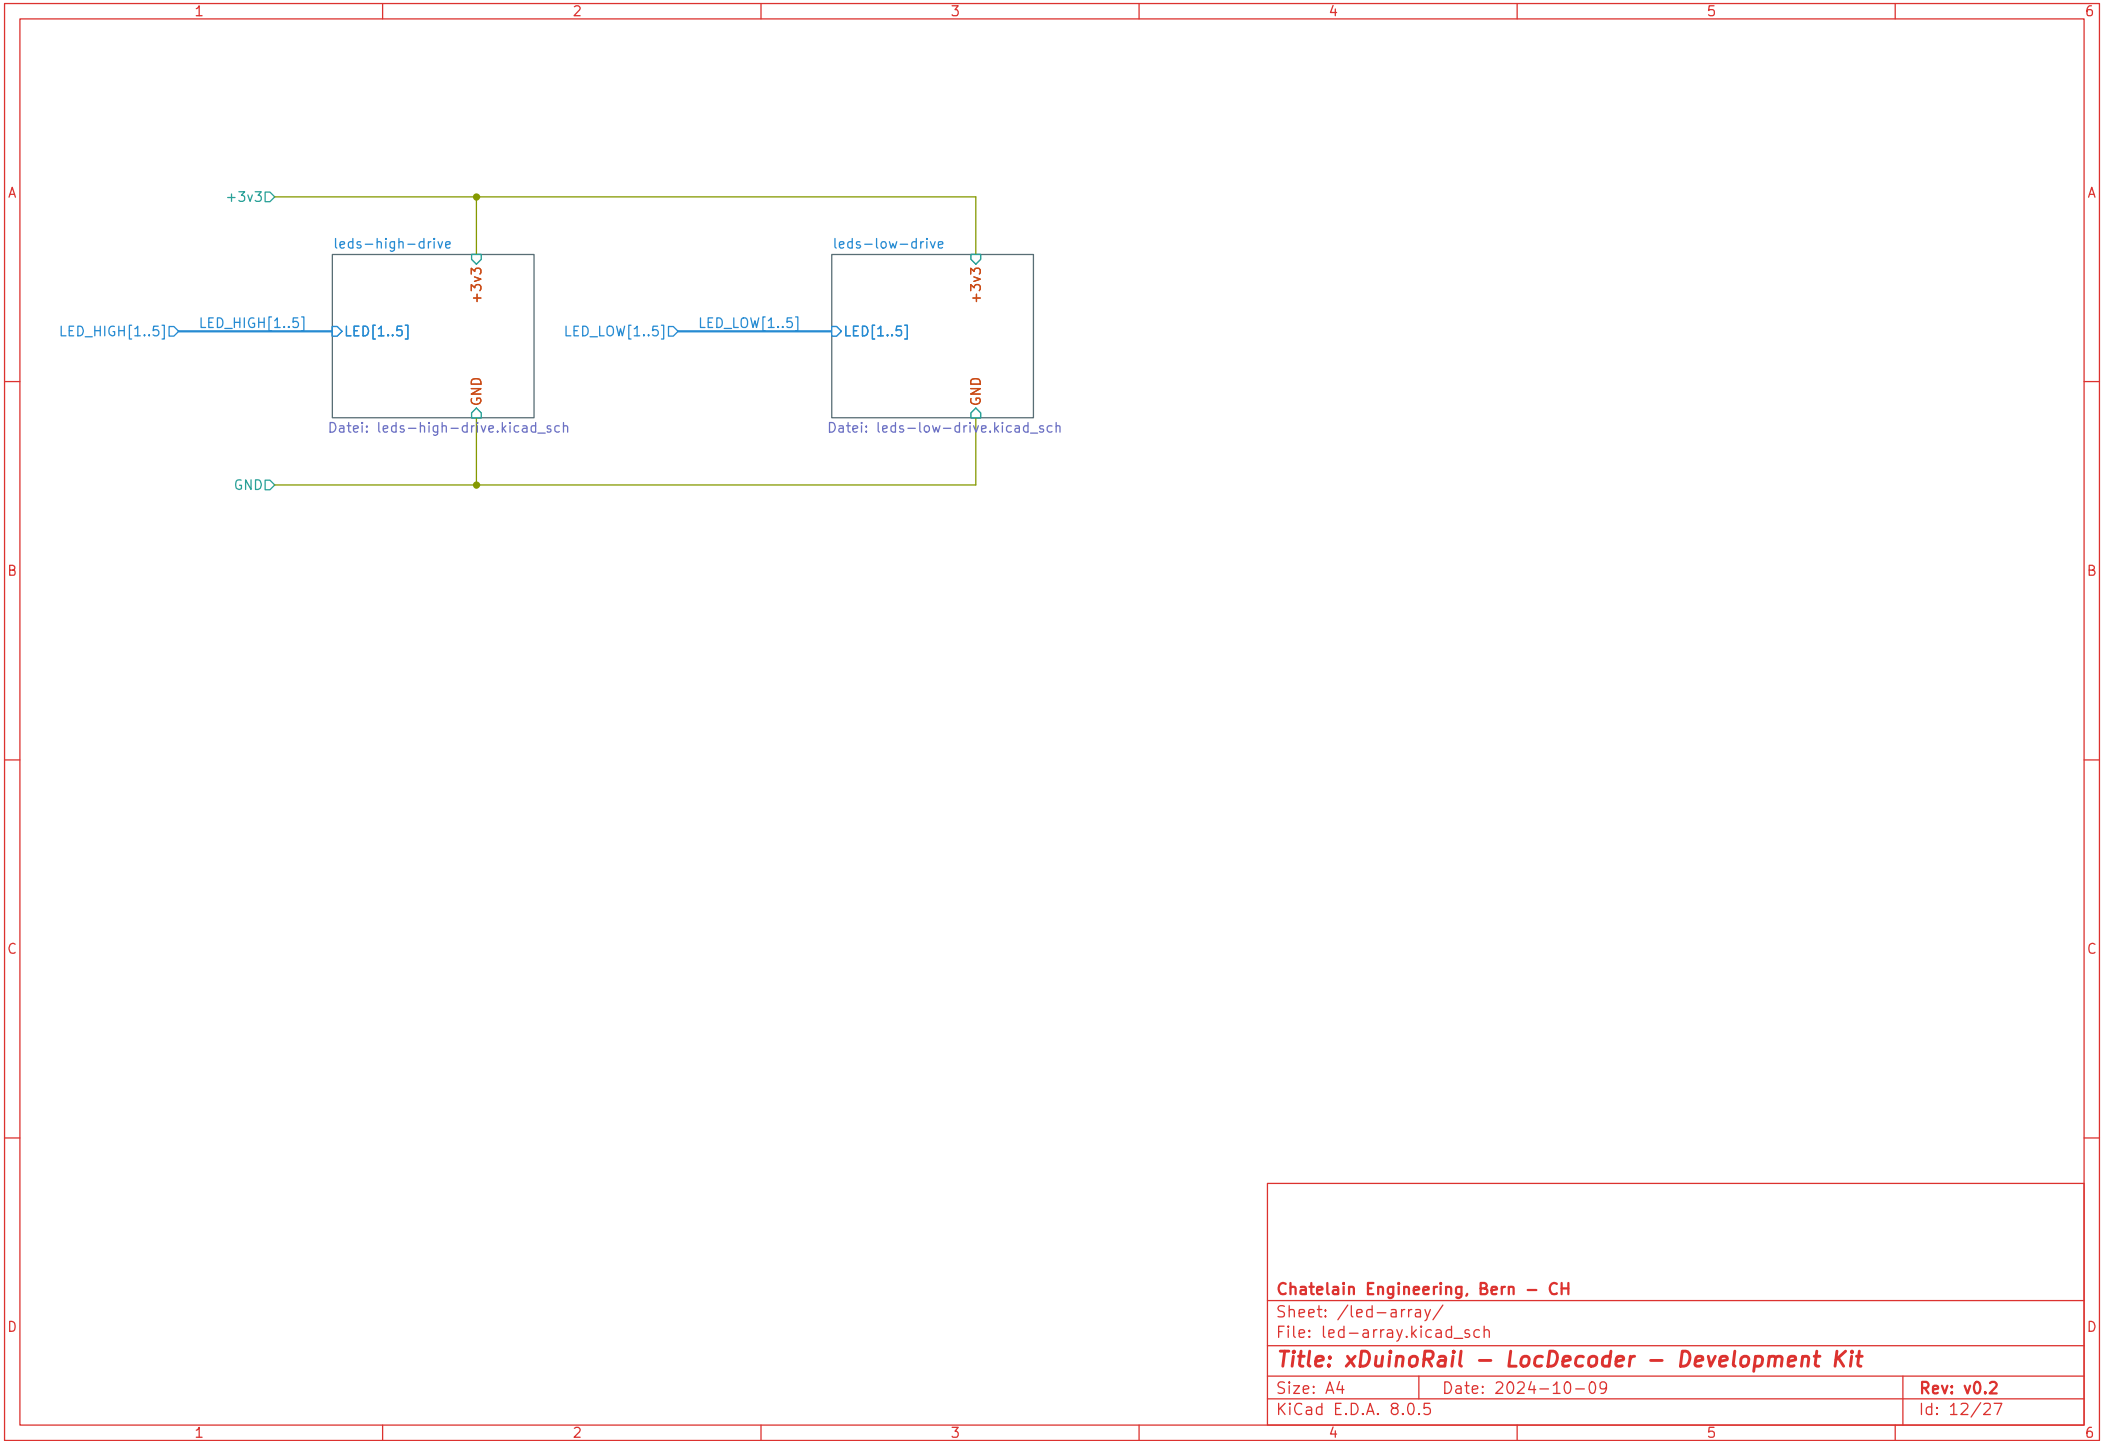 1 2 3 4 5 6
A A
+3v3
leds-high-drive leds-low-drive
+3v3 +3v3
LED_HIGH[1..5] LED_HIGH[1..5] LED[1..5] LED_LOW[1..5] LED_LOW[1..5] LED[1..5]
GND GND
Datei: leds-high-drive.kicad_sch Datei: leds-low-drive.kicad_sch
GND
B B
C C
Chatelain Engineering, Bern - CH
Sheet: /led-array/
File: led-array.kicad_sch
D D
Title: xDuinoRail - LocDecoder - Development Kit
Size: A4 Date: 2024-10-09 Rev: v0.2
KiCad E.D.A. 8.0.5 Id: 12/27
1 2 3 4 5 6